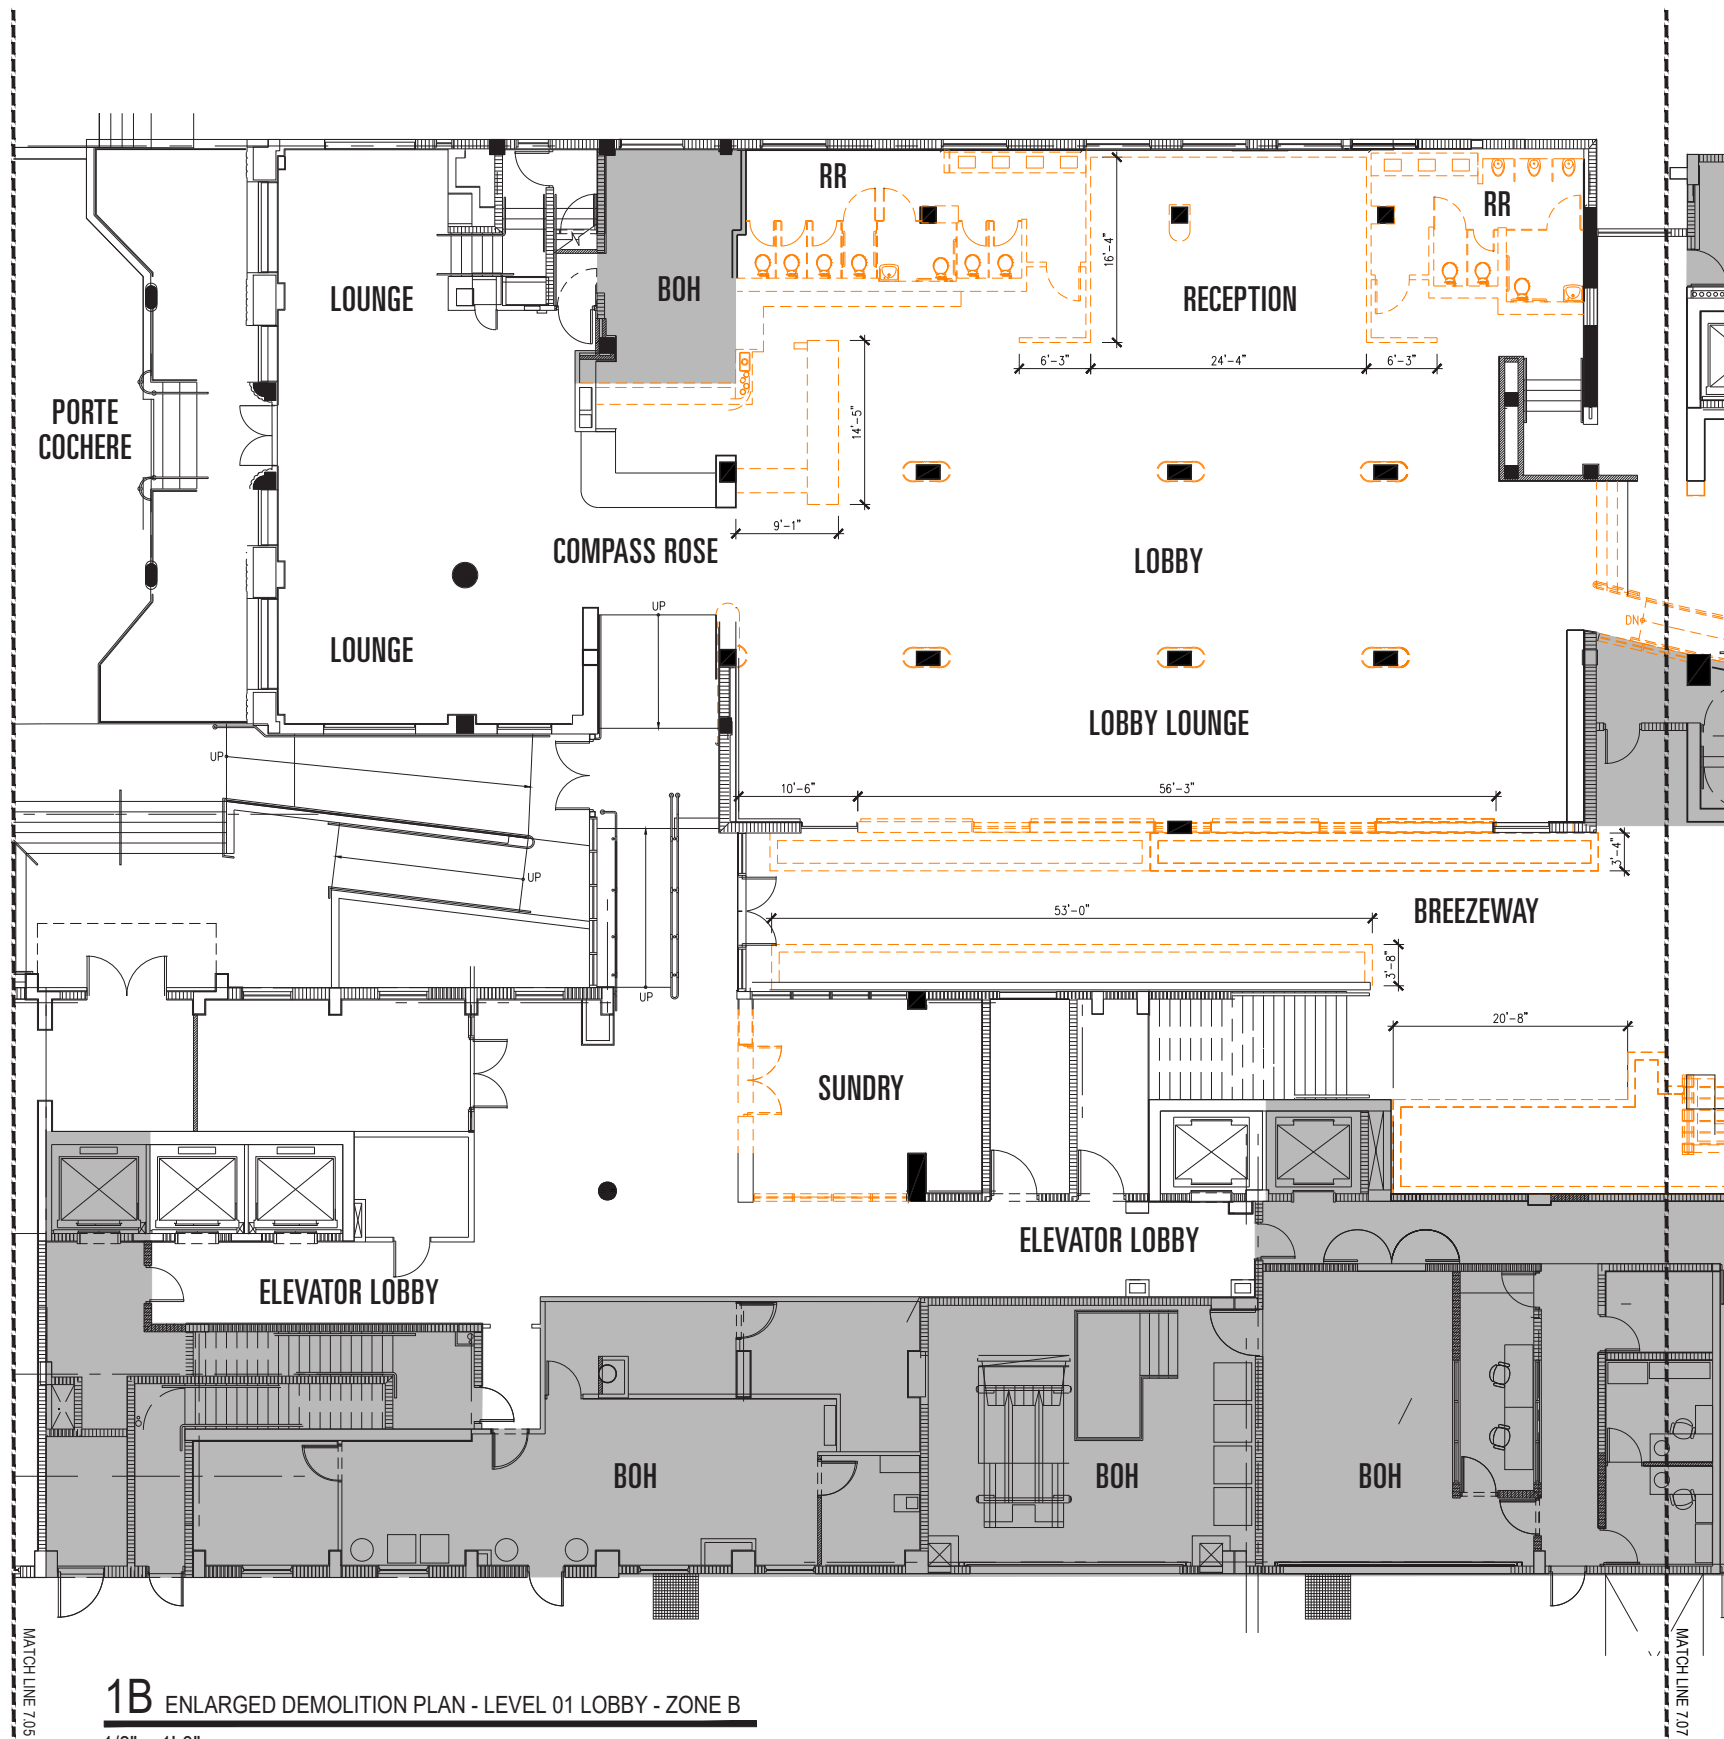 RR
RR
LOUNGE
BOH
RECEPTION
16'-4"
6'-3"
24'-4"
6'-3"
PORTE
COCHERE
14'-5"
9'-1"
COMPASS ROSE
LOBBY
UP
DN
LOUNGE
LOBBY LOUNGE
UP
10'-6"
56'-3"
3'-4"
UP
53'-0"
BREEZEWAY
3'-8"
UP
20'-8"
SUNDRY
ELEVATOR LOBBY
ELEVATOR LOBBY
BOH
BOH
BOH
MATCH LINE 7.05
MATCH LINE 7.07
1B ENLARGED DEMOLITION PLAN - LEVEL 01 LOBBY - ZONE B